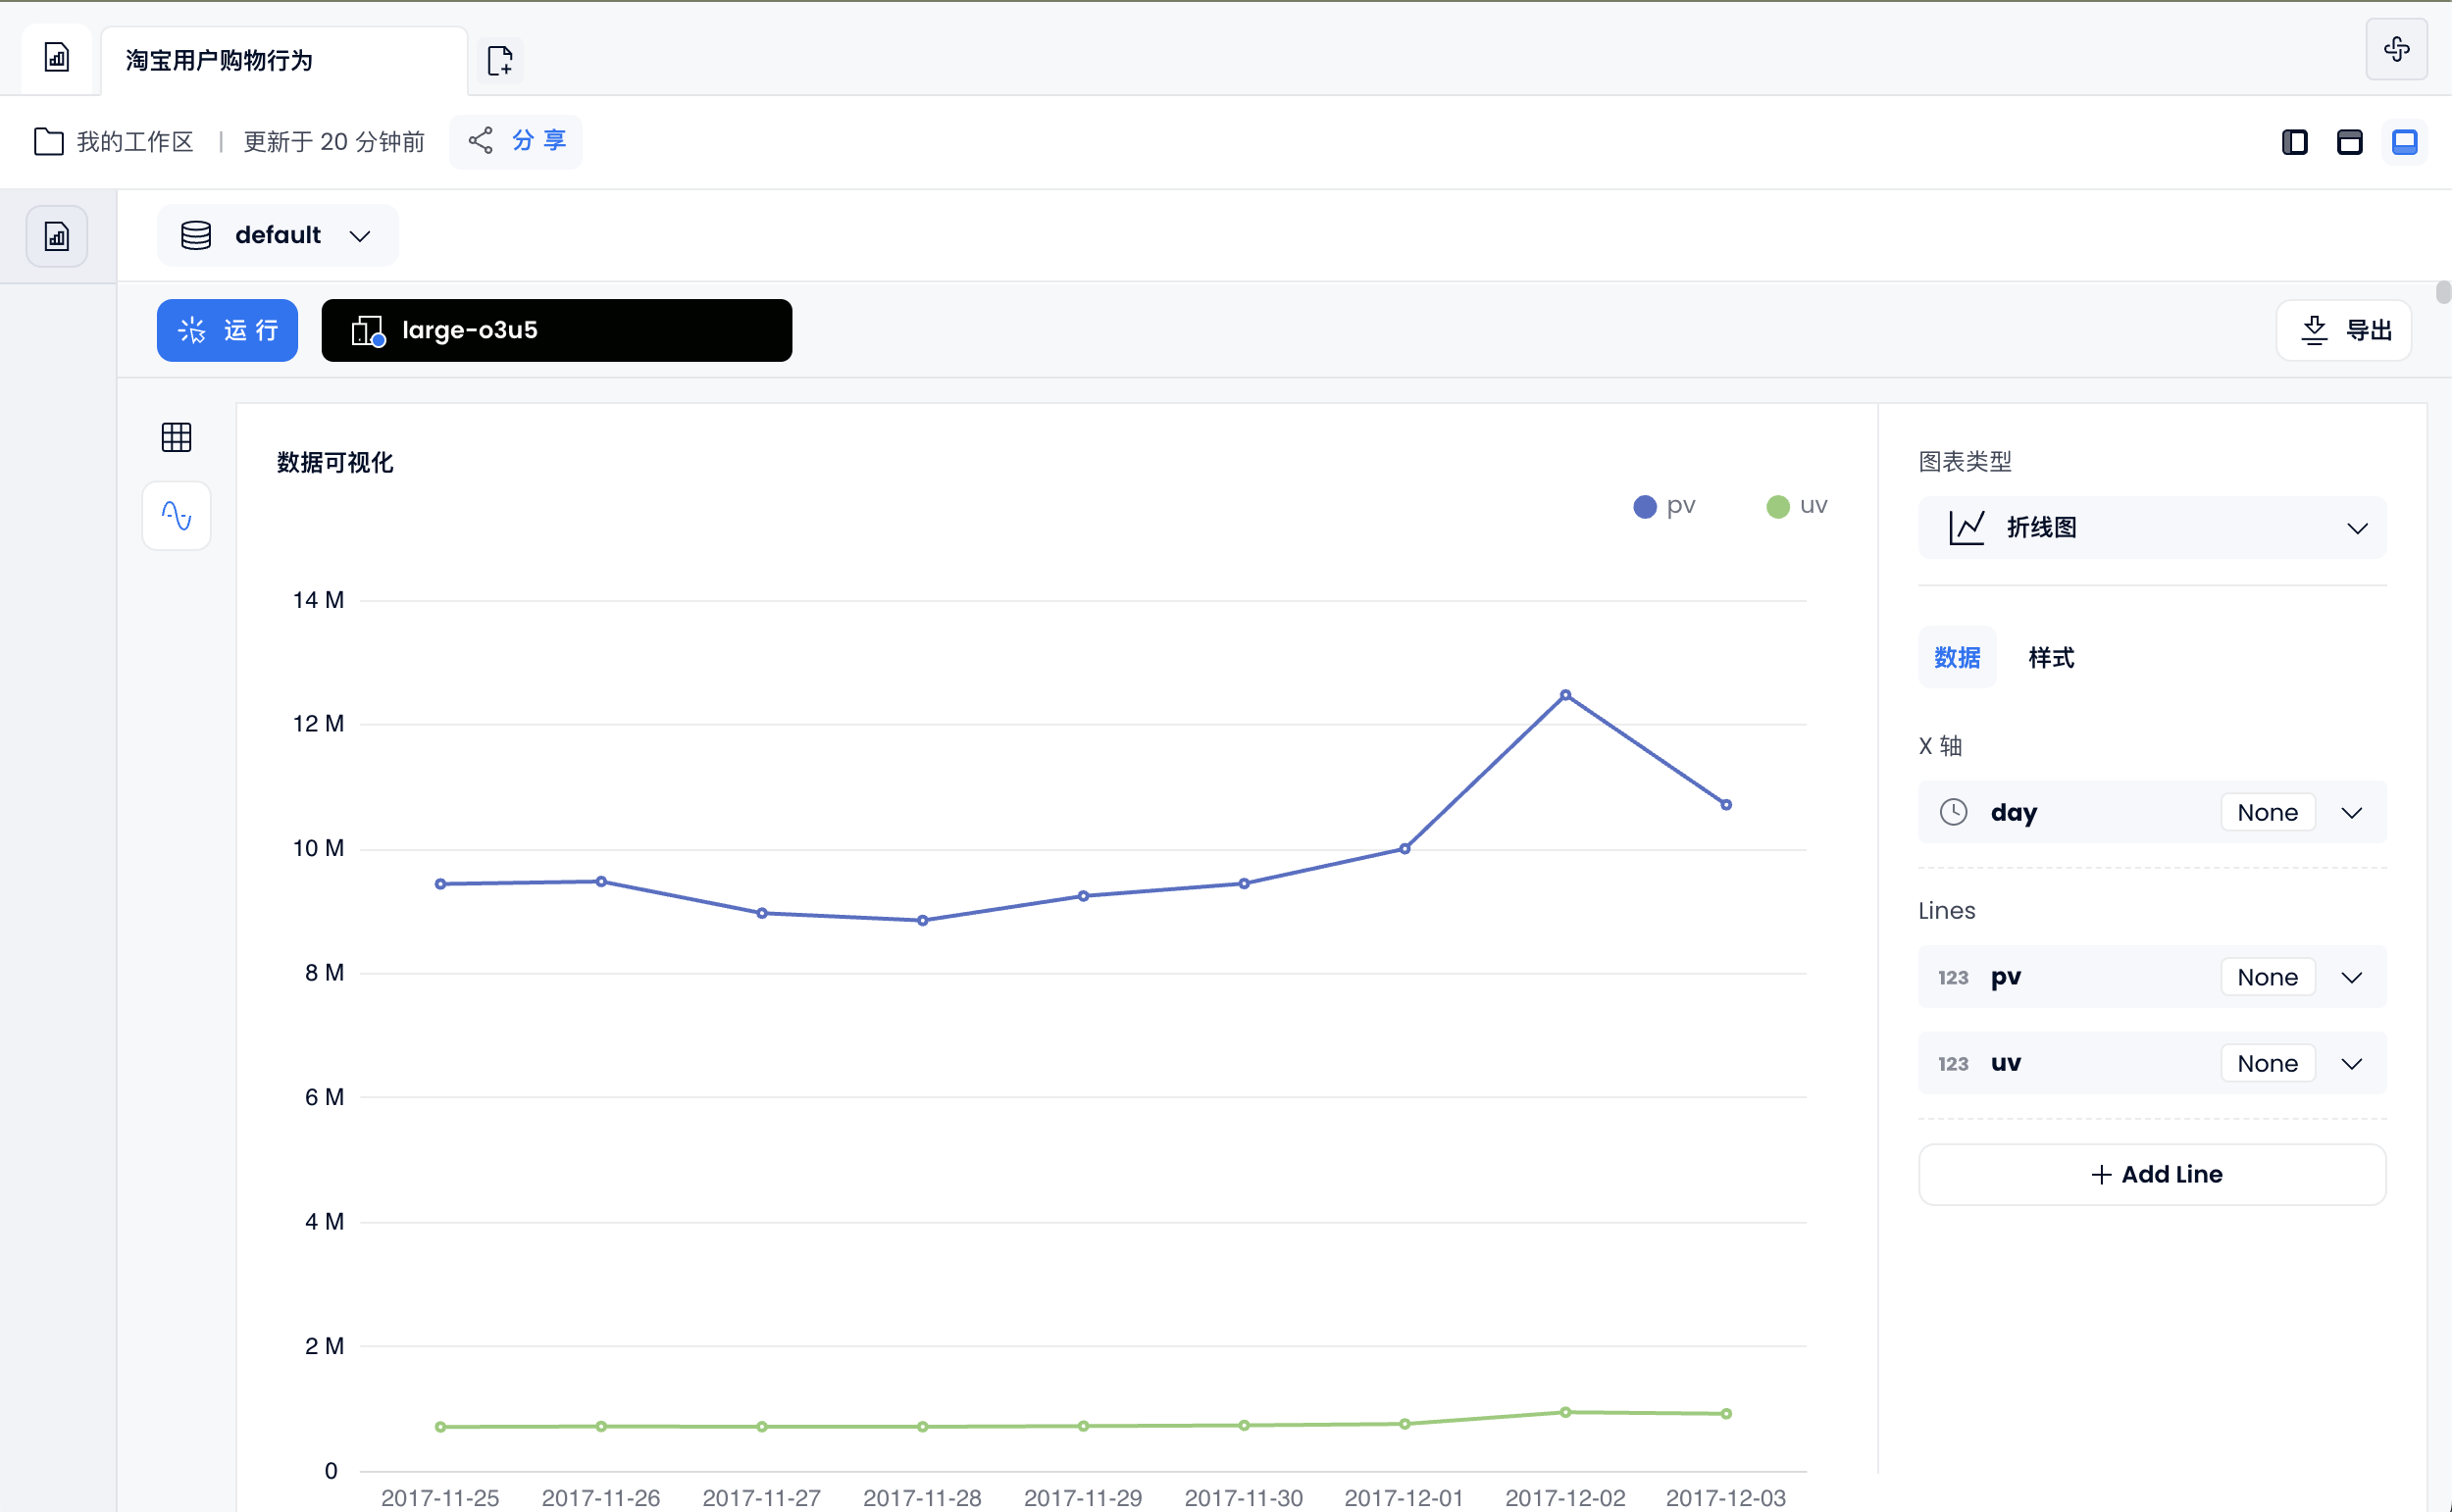 淘宝用户购物行为
我的工作区 | 更新于 20 分钟前 分享
default
运行 large-o3u5 导出
数据可视化
pv uv
14 M
12 M
10 M
8 M
6 M
4 M
2 M
0
2017-11-25 2017-11-26 2017-11-27 2017-11-28 2017-11-29 2017-11-30 2017-12-01 2017-12-02 2017-12-03
图表类型
折线图
数据 样式
X 轴
day None
Lines
123 pv None
123 uv None
+ Add Line